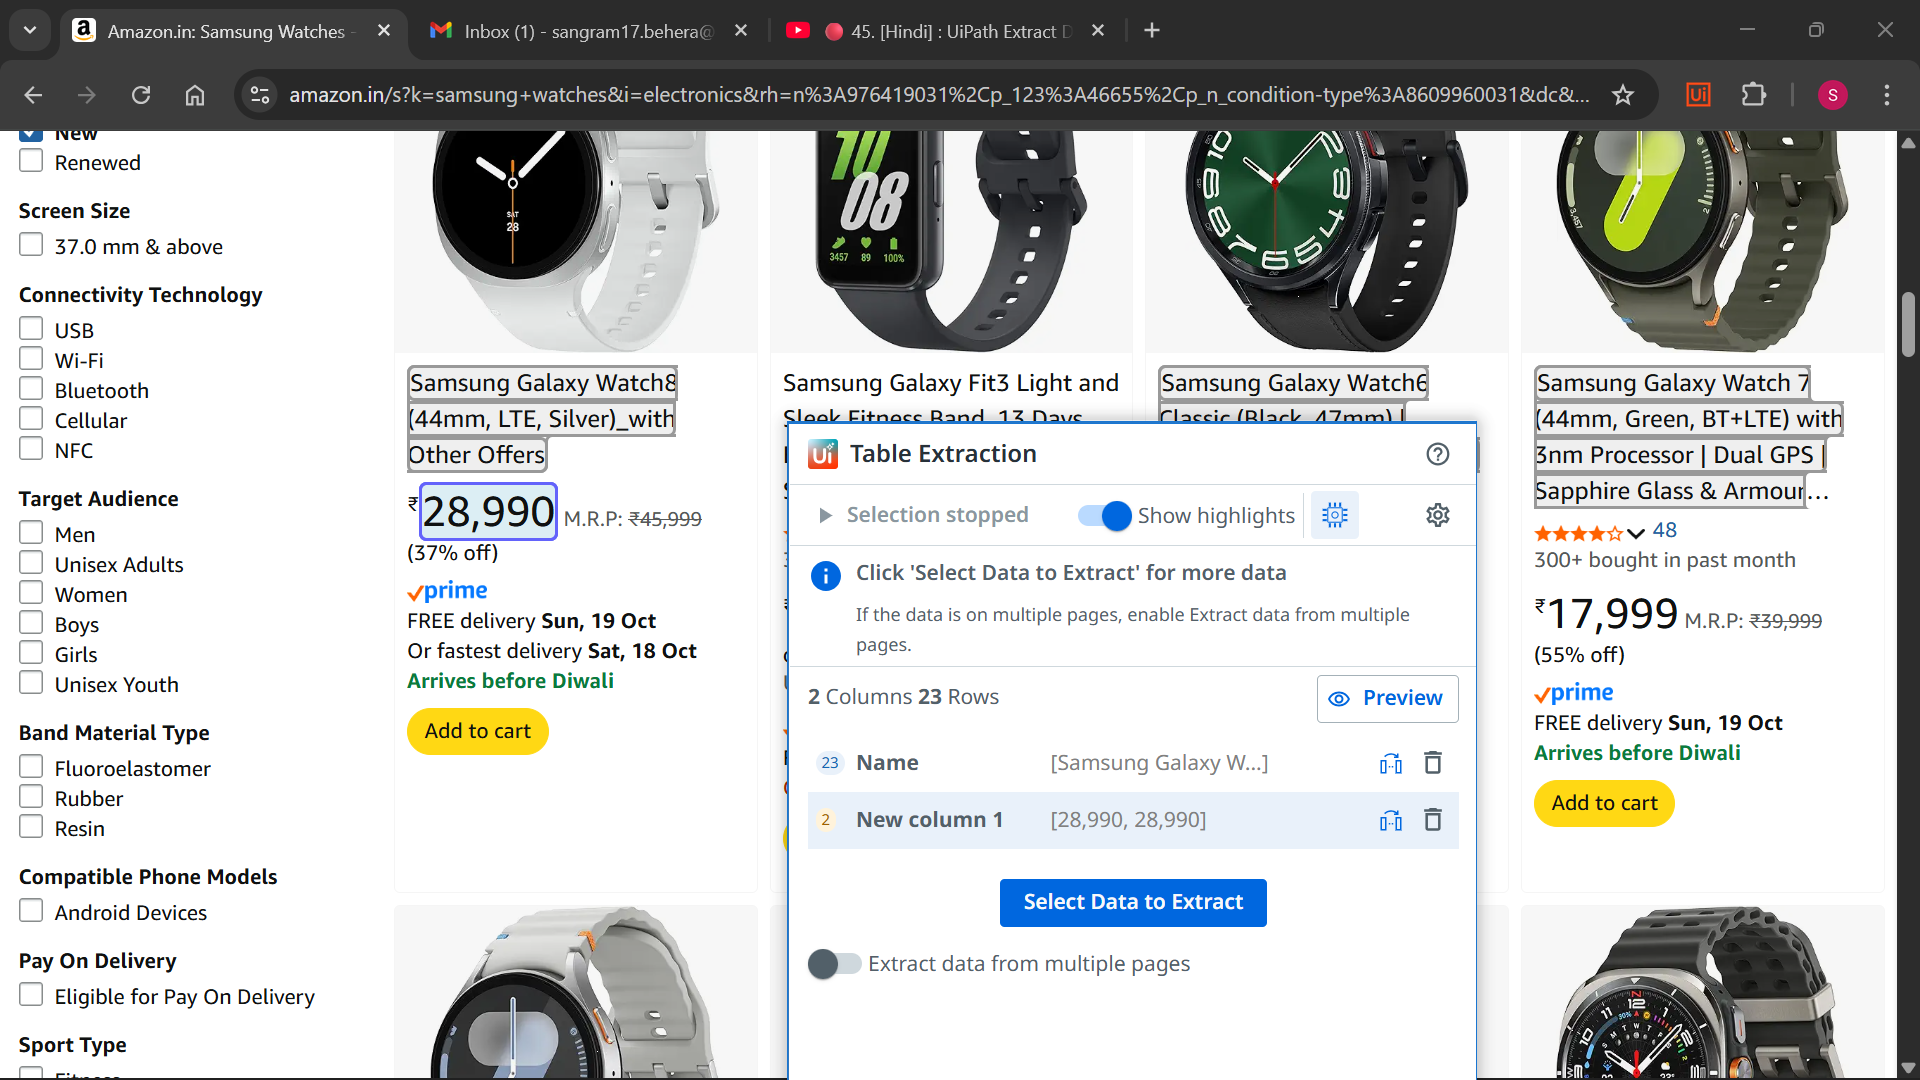 Amazon.in: Samsung Watches -
Inbox (1) - sangram17.behera@
45. [Hindi] : UiPath Extract D
amazon.in/s?k=samsung+watches&i=electronics&rh=n%3A976419031%2Cp_123%3A46655%2Cp_n_condition-type%3A8609960031&dc&...
S
New
Renewed
Screen Size
37.0 mm & above
Connectivity Technology
USB
Wi-Fi
Bluetooth
Cellular
NFC
Target Audience
Men
Unisex Adults
Women
Boys
Girls
Unisex Youth
Band Material Type
Fluoroelastomer
Rubber
Resin
Compatible Phone Models
Android Devices
Pay On Delivery
Eligible for Pay On Delivery
Sport Type
SAT
28
Samsung Galaxy Watch8
(44mm, LTE, Silver)_with
Other Offers
₹28,990 M.R.P: ₹45,999
(37% off)
prime
FREE delivery Sun, 19 Oct
Or fastest delivery Sat, 18 Oct
Arrives before Diwali
Add to cart
10
08
3457 89 100%
Samsung Galaxy Fit3 Light and
Sleek Fitness Band, 13 Days
Samsung Galaxy Watch6
Classic (Black, 47mm) |
Samsung Galaxy Watch 7
(44mm, Green, BT+LTE) with
3nm Processor | Dual GPS |
Sapphire Glass & Armour...
48
300+ bought in past month
₹17,999 M.R.P: ₹39,999
(55% off)
prime
FREE delivery Sun, 19 Oct
Arrives before Diwali
Add to cart
Ui Table Extraction
Selection stopped
Show highlights
Click 'Select Data to Extract' for more data
If the data is on multiple pages, enable Extract data from multiple
pages.
2 Columns 23 Rows
Preview
23 Name [Samsung Galaxy W...]
2 New column 1 [28,990, 28,990]
Select Data to Extract
Extract data from multiple pages